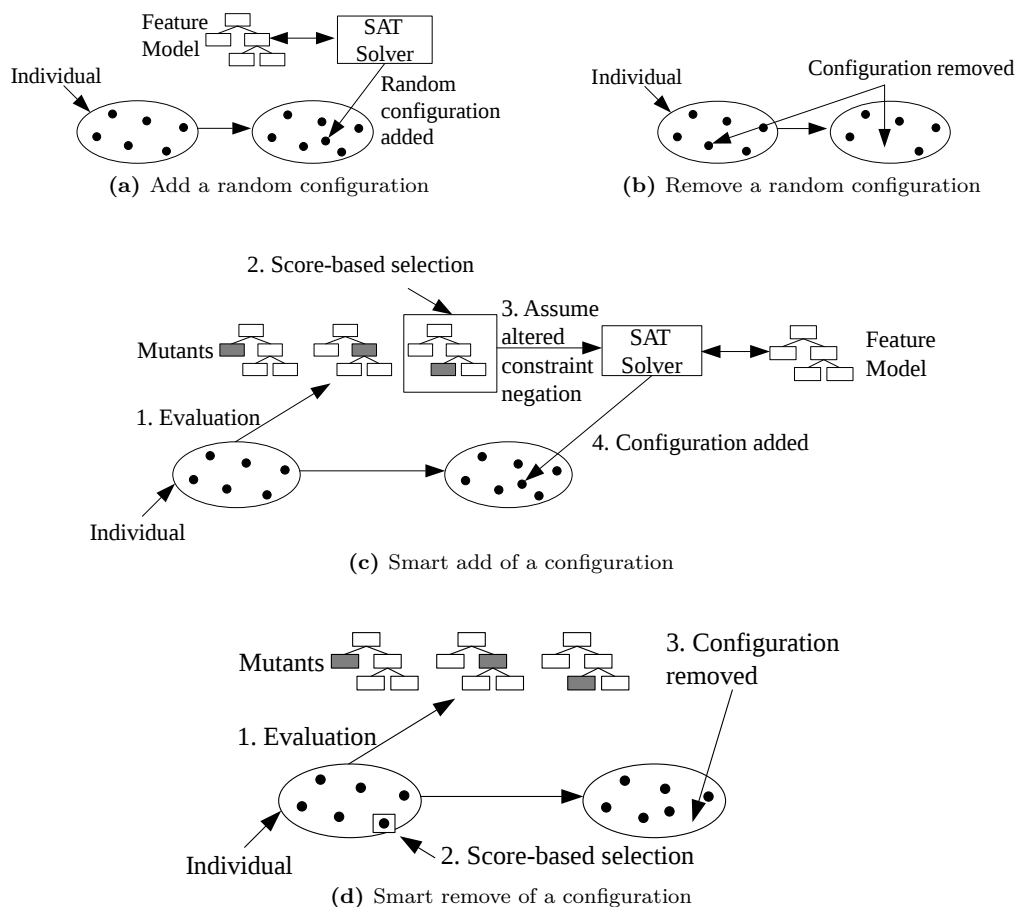 Feature
Model
SAT
Solver
Individual
Random
configuration
added
(a) Add a random configuration
Individual
Configuration removed
(b) Remove a random configuration
2. Score-based selection
Mutants
3. Assume
altered
constraint
negation
SAT
Solver
Feature
Model
1. Evaluation
4. Configuration added
Individual
(c) Smart add of a configuration
Mutants
3. Configuration
removed
1. Evaluation
Individual
2. Score-based selection
(d) Smart remove of a configuration